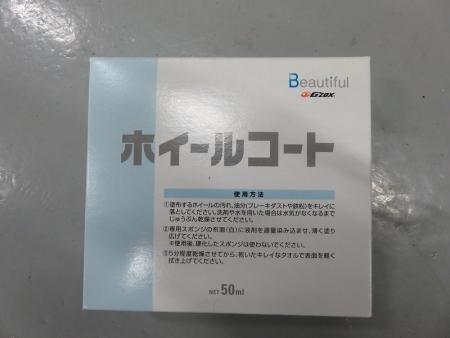 Beautiful
G'ZOX
ホイールコート
使用方法
①塗布するホイールの汚れ、油分(ブレーキダストや鉄粉)をキレイに
落としてください。洗剤や水を用いた場合は水気がなくなるまで
じゅうぶん乾燥させてください。
②専用スポンジの布面(白)に液剤を適量染み込ませ、薄く塗り
広げてください。
※使用後、硬化したスポンジは使わないでください。
③5分程度乾燥させてから、乾いたキレイなタオルで表面を軽く
拭き上げてください。
NET 50ml